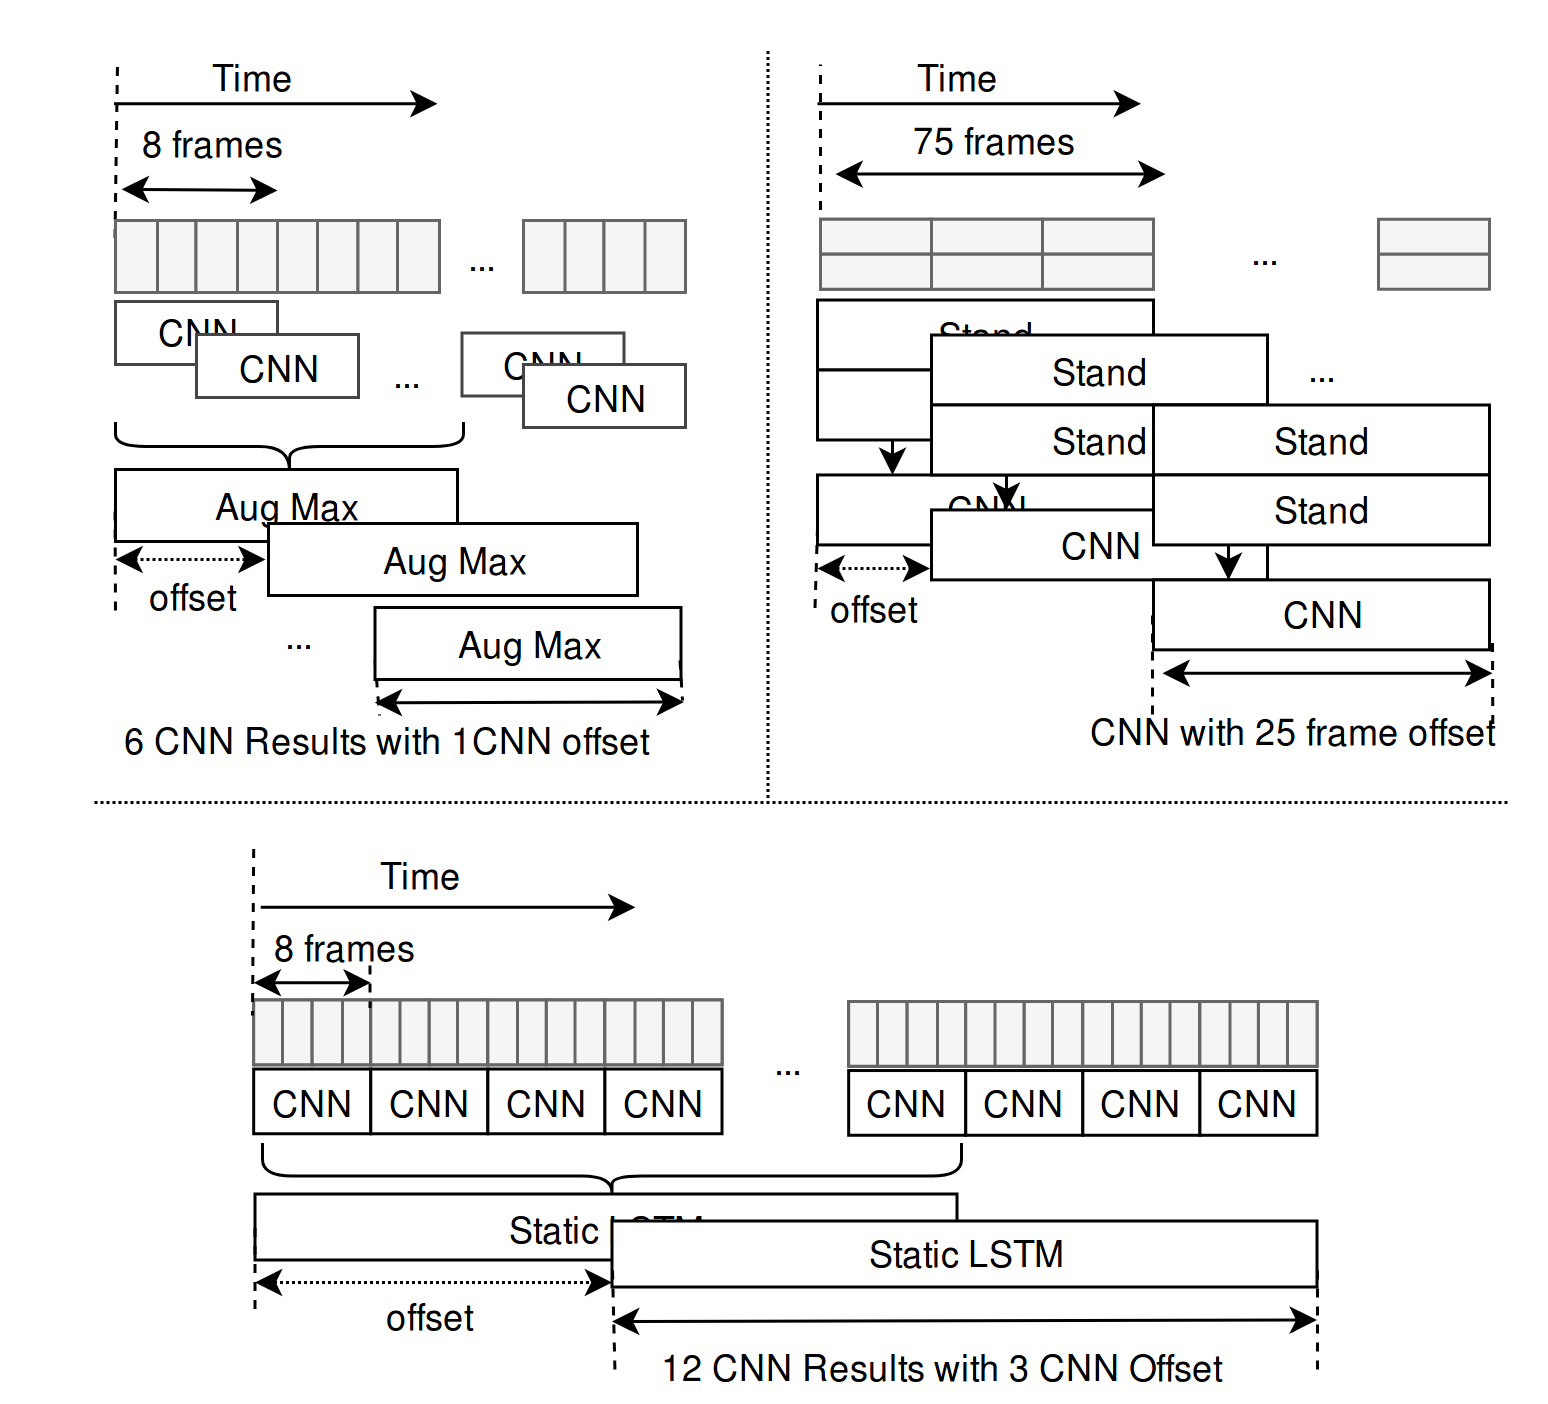 Time
8 frames
...
CNN
CNN
...
CNN
CNN
Aug Max
Aug Max
offset
...
Aug Max
6 CNN Results with 1CNN offset
Time
75 frames
...
Stand
Stand
...
Stand
Stand
Stand
CNN
CNN
offset
CNN
CNN with 25 frame offset
Time
8 frames
...
CNN CNN CNN CNN
CNN CNN CNN CNN
Static LSTM
Static LSTM
offset
12 CNN Results with 3 CNN Offset